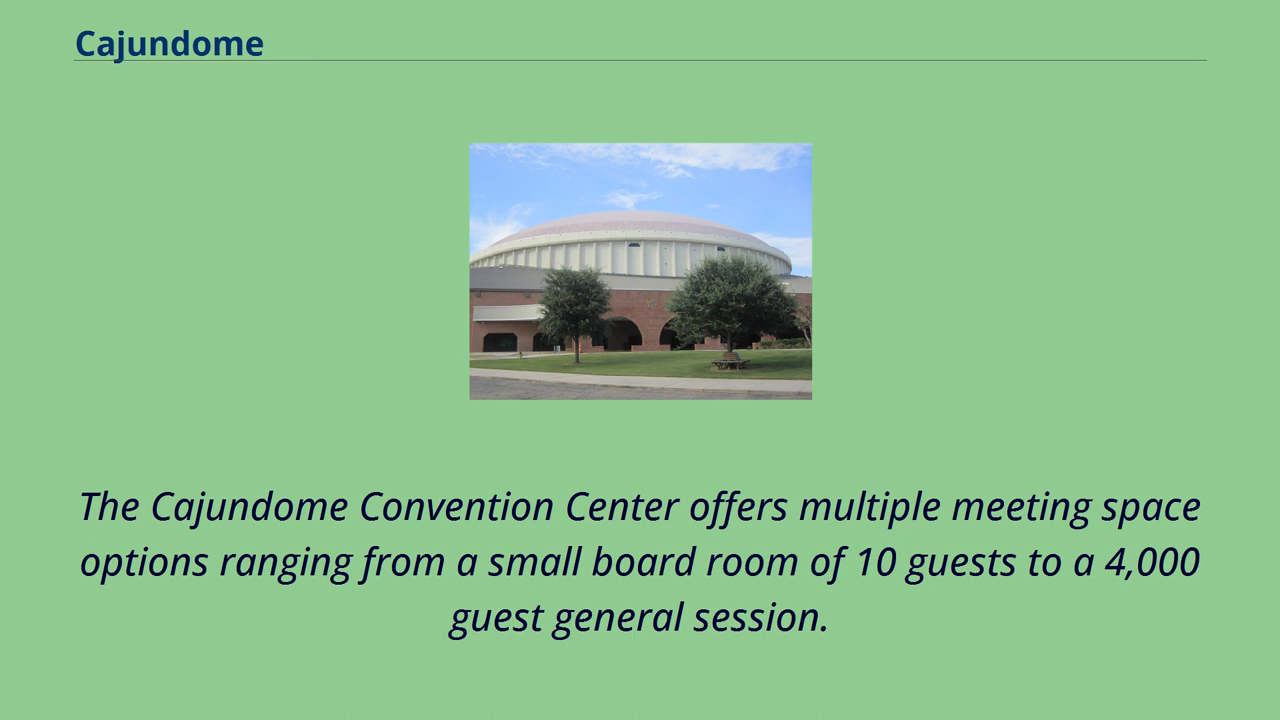 Cajundome
The Cajundome Convention Center offers multiple meeting space
options ranging from a small board room of 10 guests to a 4,000
guest general session.